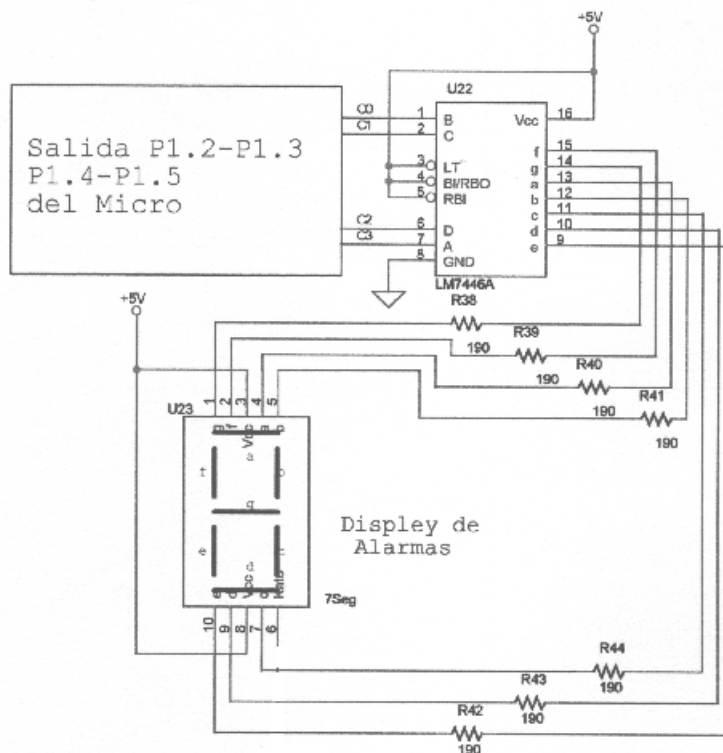 +5V
U22
Salida P1.2-P1.3
P1.4-P1.5
del Micro
C0
C1
C2
C3
1 B
2 C
3 LT
4 BI/RBO
5 RBI
6 D
7 A
8 GND
Vcc 16
f 15
g 14
a 13
b 12
c 11
d 10
e 9
LM7446A
+5V
R38
190
R39
190
R40
190
R41
190
U23
1 2 3 4 5
g f Vcc a b
a
f
b
g
e
c
d
e d Vcc c
10 9 8 7 6
7Seg
Displey de
Alarmas
R44
190
R43
190
R42
190